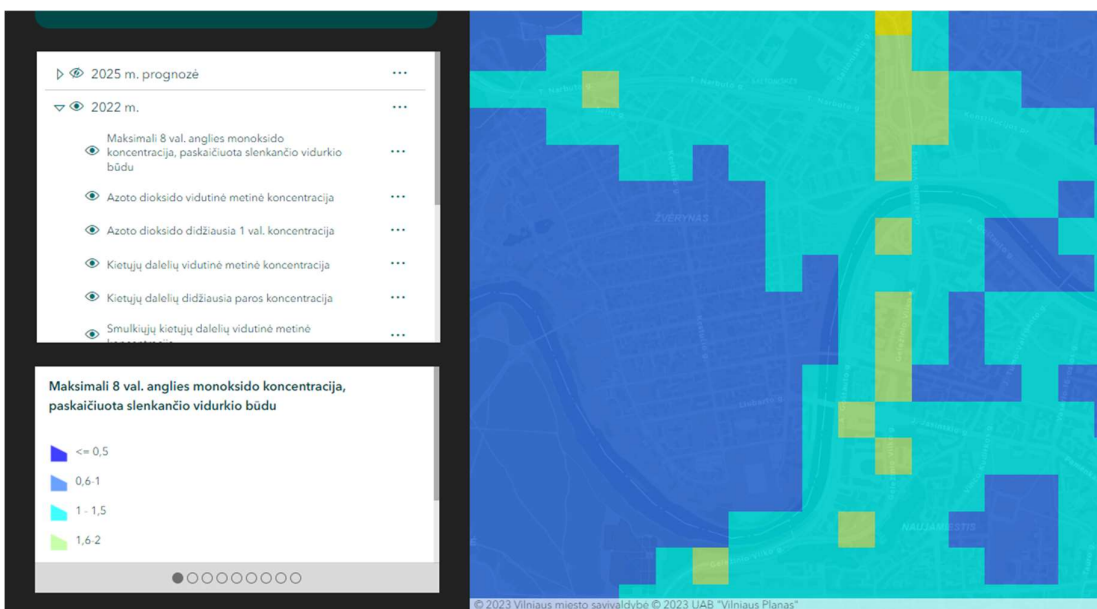 2025 m. prognozė
2022 m.
Maksimali 8 val. anglies monoksido
koncentracija, paskaičiuota slenkančio vidurkio
būdu
Azoto dioksido vidutinė metinė koncentracija
Azoto dioksido didžiausia 1 val. koncentracija
Kietųjų dalelių vidutinė metinė koncentracija
Kietųjų dalelių didžiausia paros koncentracija
Smulkiųjų kietųjų dalelių vidutinė metinė
Maksimali 8 val. anglies monoksido koncentracija,
paskaičiuota slenkančio vidurkio būdu
<= 0,5
0,6-1
1 - 1,5
1,6-2
ŽVĖRYNAS
NAUJAMIESTIS
© 2023 Vilniaus miesto savivaldybė © 2023 UAB "Vilniaus Planas"